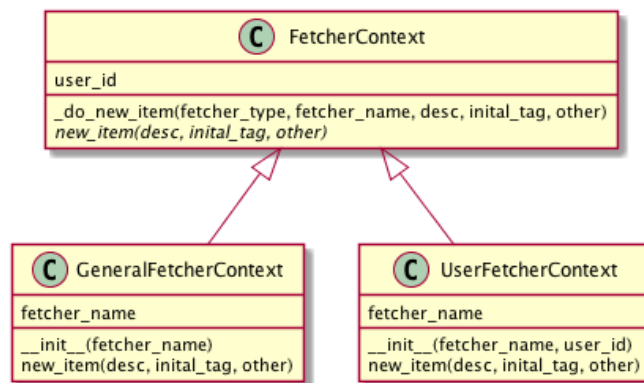 C FetcherContext
user_id
_do_new_item(fetcher_type, fetcher_name, desc, inital_tag, other)
new_item(desc, inital_tag, other)
C GeneralFetcherContext
fetcher_name
__init__(fetcher_name)
new_item(desc, inital_tag, other)
C UserFetcherContext
fetcher_name
__init__(fetcher_name, user_id)
new_item(desc, inital_tag, other)